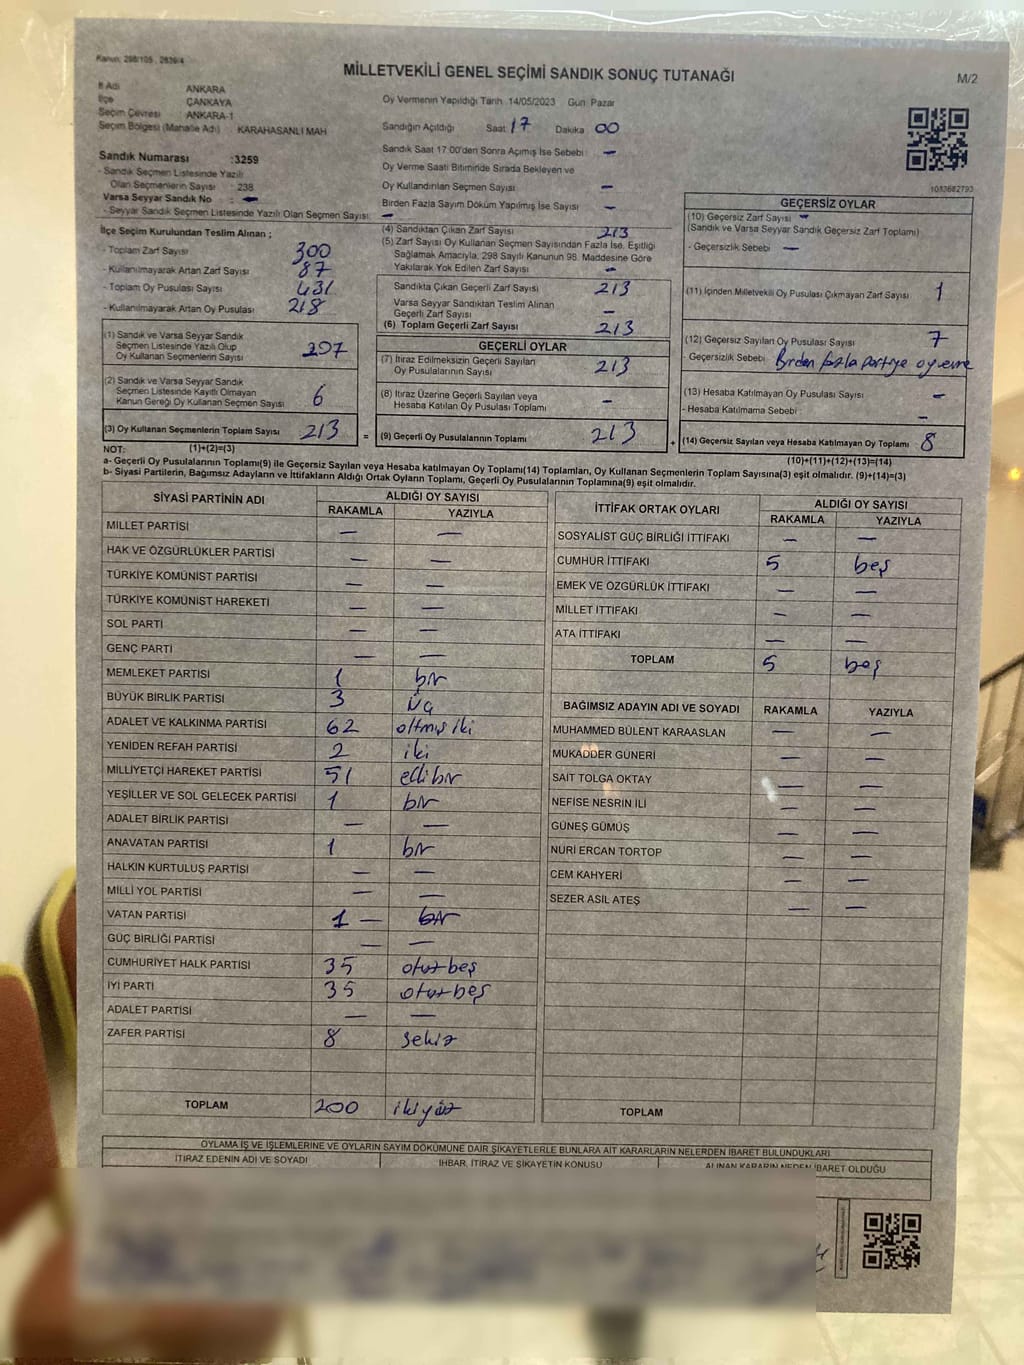 Kanun: 298/105 , 2839/4
MİLLETVEKİLİ GENEL SEÇİMİ SANDIK SONUÇ TUTANAĞI
M/2
İl Adı ANKARA
İlçe ÇANKAYA
Seçim Çevresi ANKARA-1
Seçim Bölgesi (Mahalle Adı) KARAHASANLI MAH
Sandık Numarası :3259
- Sandık Seçmen Listesinde Yazılı
Olan Seçmenlerin Sayısı : 238
Varsa Seyyar Sandık No : —
- Seyyar Sandık Seçmen Listesinde Yazılı Olan Seçmen Sayısı: —
Oy Vermenin Yapıldığı Tarih 14/05/2023 Gün Pazar
Sandığın Açıldığı Saat 17 Dakika 00
Sandık Saat 17:00'den Sonra Açımış İse Sebebi : —
Oy Verme Saati Bitiminde Sırada Bekleyen ve
Oy Kullandırılan Seçmen Sayısı —
Birden Fazla Sayım Döküm Yapılmış İse Sayısı —
1033682793
İlçe Seçim Kurulundan Teslim Alınan ;
- Toplam Zarf Sayısı 300
- Kullanılmayarak Artan Zarf Sayısı 87
- Toplam Oy Pusulası Sayısı 431
- Kullanılmayarak Artan Oy Pusulası 218
(1) Sandık ve Varsa Seyyar Sandık
Seçmen Listesinde Yazılı Olup
Oy Kullanan Seçmenlerin Sayısı 207
(2) Sandık ve Varsa Seyyar Sandık
Seçmen Listesinde Kayıtlı Olmayan
Kanun Gereği Oy Kullanan Seçmen Sayısı 6
(3) Oy Kullanan Seçmenlerin Toplam Sayısı 213
(1)+(2)=(3)
(4) Sandıktan Çıkan Zarf Sayısı 213
(5) Zarf Sayısı Oy Kullanan Seçmen Sayısından Fazla İse, Eşitliği
Sağlamak Amacıyla, 298 Sayılı Kanunun 98. Maddesine Göre
Yakılarak Yok Edilen Zarf Sayısı —
Sandıkta Çıkan Geçerli Zarf Sayısı 213
Varsa Seyyar Sandıktan Teslim Alınan
Geçerli Zarf Sayısı —
(6) Toplam Geçerli Zarf Sayısı 213
GEÇERLİ OYLAR
(7) İtiraz Edilmeksizin Geçerli Sayılan
Oy Pusulalarının Sayısı 213
(8) İtiraz Üzerine Geçerli Sayılan veya
Hesaba Katılan Oy Pusulası Toplamı —
= (9) Geçerli Oy Pusulalarının Toplamı 213 +
GEÇERSİZ OYLAR
(10) Geçersiz Zarf Sayısı —
(Sandık ve Varsa Seyyar Sandık Geçersiz Zarf Toplamı)
- Geçersizlik Sebebi —
(11) İçinden Milletvekili Oy Pusulası Çıkmayan Zarf Sayısı 1
(12) Geçersiz Sayılan Oy Pusulası Sayısı 7
- Geçersizlik Sebebi Birden fazla partiye oy verme
(13) Hesaba Katılmayan Oy Pusulası Sayısı —
- Hesaba Katılmama Sebebi —
(14) Geçersiz Sayılan veya Hesaba Katılmayan Oy Toplamı 8
(10)+(11)+(12)+(13)=(14)
NOT:
a- Geçerli Oy Pusulalarının Toplamı(9) ile Geçersiz Sayılan veya Hesaba katılmayan Oy Toplamı(14) Toplamları, Oy Kullanan Seçmenlerin Toplam Sayısına(3) eşit olmalıdır. (9)+(14)=(3)
b- Siyasi Partilerin, Bağımsız Adayların ve İttifakların Aldığı Ortak Oyların Toplamı, Geçerli Oy Pusulalarının Toplamına(9) eşit olmalıdır.
SİYASİ PARTİNİN ADI ALDIĞI OY SAYISI
RAKAMLA YAZIYLA
MİLLET PARTİSİ — —
HAK VE ÖZGÜRLÜKLER PARTİSİ — —
TÜRKİYE KOMÜNİST PARTİSİ — —
TÜRKİYE KOMÜNİST HAREKETİ — —
SOL PARTİ — —
GENÇ PARTİ — —
MEMLEKET PARTİSİ 1 bir
BÜYÜK BİRLİK PARTİSİ 3 üç
ADALET VE KALKINMA PARTİSİ 62 altmış iki
YENİDEN REFAH PARTİSİ 2 iki
MİLLİYETÇİ HAREKET PARTİSİ 51 elli bir
YEŞİLLER VE SOL GELECEK PARTİSİ 1 bir
ADALET BİRLİK PARTİSİ — —
ANAVATAN PARTİSİ 1 bir
HALKIN KURTULUŞ PARTİSİ — —
MİLLİ YOL PARTİSİ — —
VATAN PARTİSİ 1 — bir
GÜÇ BİRLİĞİ PARTİSİ — —
CUMHURİYET HALK PARTİSİ 35 otuz beş
İYİ PARTİ 35 otuz beş
ADALET PARTİSİ — —
ZAFER PARTİSİ 8 sekiz
TOPLAM 200 iki yüz
İTTİFAK ORTAK OYLARI ALDIĞI OY SAYISI
RAKAMLA YAZIYLA
SOSYALİST GÜÇ BİRLİĞİ İTTİFAKI — —
CUMHUR İTTİFAKI 5 beş
EMEK VE ÖZGÜRLÜK İTTİFAKI — —
MİLLET İTTİFAKI — —
ATA İTTİFAKI — —
TOPLAM 5 beş
BAĞIMSIZ ADAYIN ADI VE SOYADI RAKAMLA YAZIYLA
MUHAMMED BÜLENT KARAASLAN — —
MUKADDER GÜNERİ — —
SAİT TOLGA OKTAY — —
NEFİSE NESRİN İLİ — —
GÜNEŞ GÜMÜŞ — —
NURİ ERCAN TORTOP — —
CEM KAHYERİ — —
SEZER ASİL ATEŞ — —
TOPLAM
OYLAMA İŞ VE İŞLEMLERİNE VE OYLARIN SAYIM DÖKÜMÜNE DAİR ŞİKAYETLERLE BUNLARA AİT KARARLARIN NELERDEN İBARET BULUNDUKLARI
İTİRAZ EDENİN ADI VE SOYADI İHBAR, İTİRAZ VE ŞİKAYETİN KONUSU ALINAN KARARIN NEDEN İBARET OLDUĞU